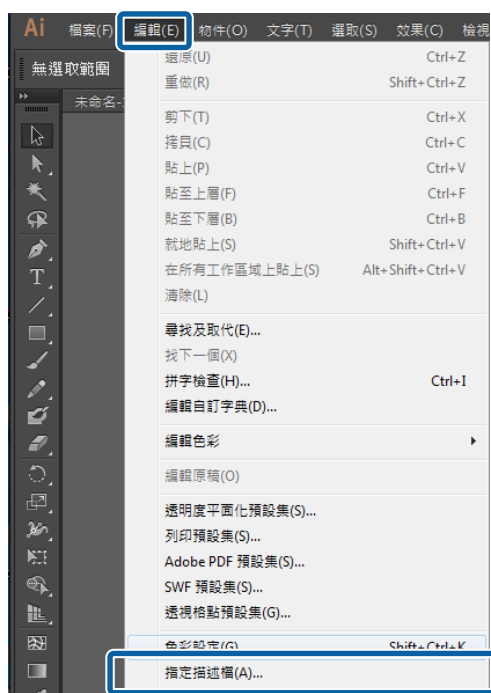 Ai 檔案(F) 編輯(E) 物件(O) 文字(T) 選取(S) 效果(C) 檢視
無選取範圍
未命名-
還原(U) Ctrl+Z
重做(R) Shift+Ctrl+Z
剪下(T) Ctrl+X
拷貝(C) Ctrl+C
貼上(P) Ctrl+V
貼至上層(F) Ctrl+F
貼至下層(B) Ctrl+B
就地貼上(S) Shift+Ctrl+V
在所有工作區域上貼上(S) Alt+Shift+Ctrl+V
清除(L)
尋找及取代(E)...
找下一個(X)
拼字檢查(H)... Ctrl+I
編輯自訂字典(D)...
編輯色彩
編輯原稿(O)
透明度平面化預設集(S)...
列印預設集(S)...
Adobe PDF 預設集(S)...
SWF 預設集(S)...
透視格點預設集(G)...
色彩設定(G) Shift+Ctrl+K
指定描述檔(A)...